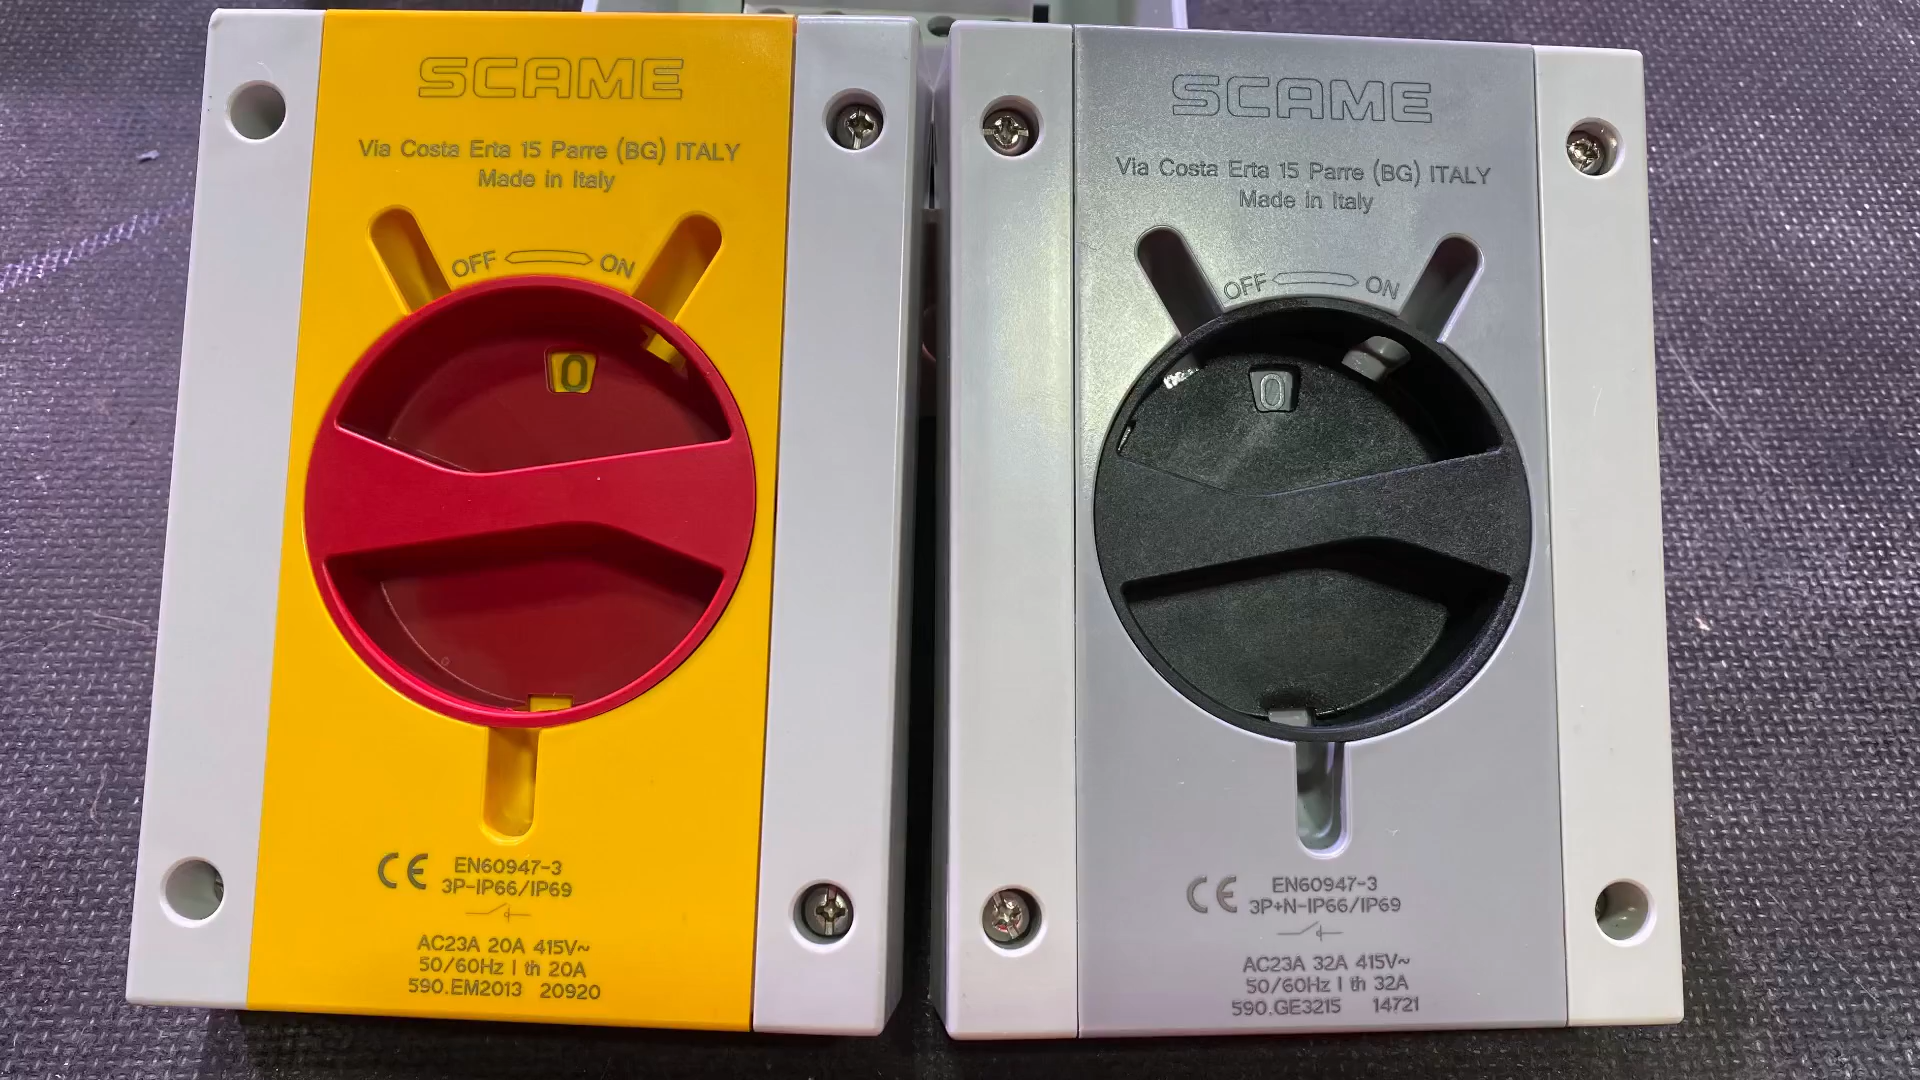 SCAME
Via Costa Erta 15 Parre (BG) ITALY
Made in Italy
OFF ON
0
CE EN60947-3
3P-IP66/IP69
AC23A 20A 415V~
50/60Hz I th 20A
590.EM2013 20920
SCAME
Via Costa Erta 15 Parre (BG) ITALY
Made in Italy
OFF ON
0
CE EN60947-3
3P+N-IP66/IP69
AC23A 32A 415V~
50/60Hz I th 32A
590.GE3215 14721